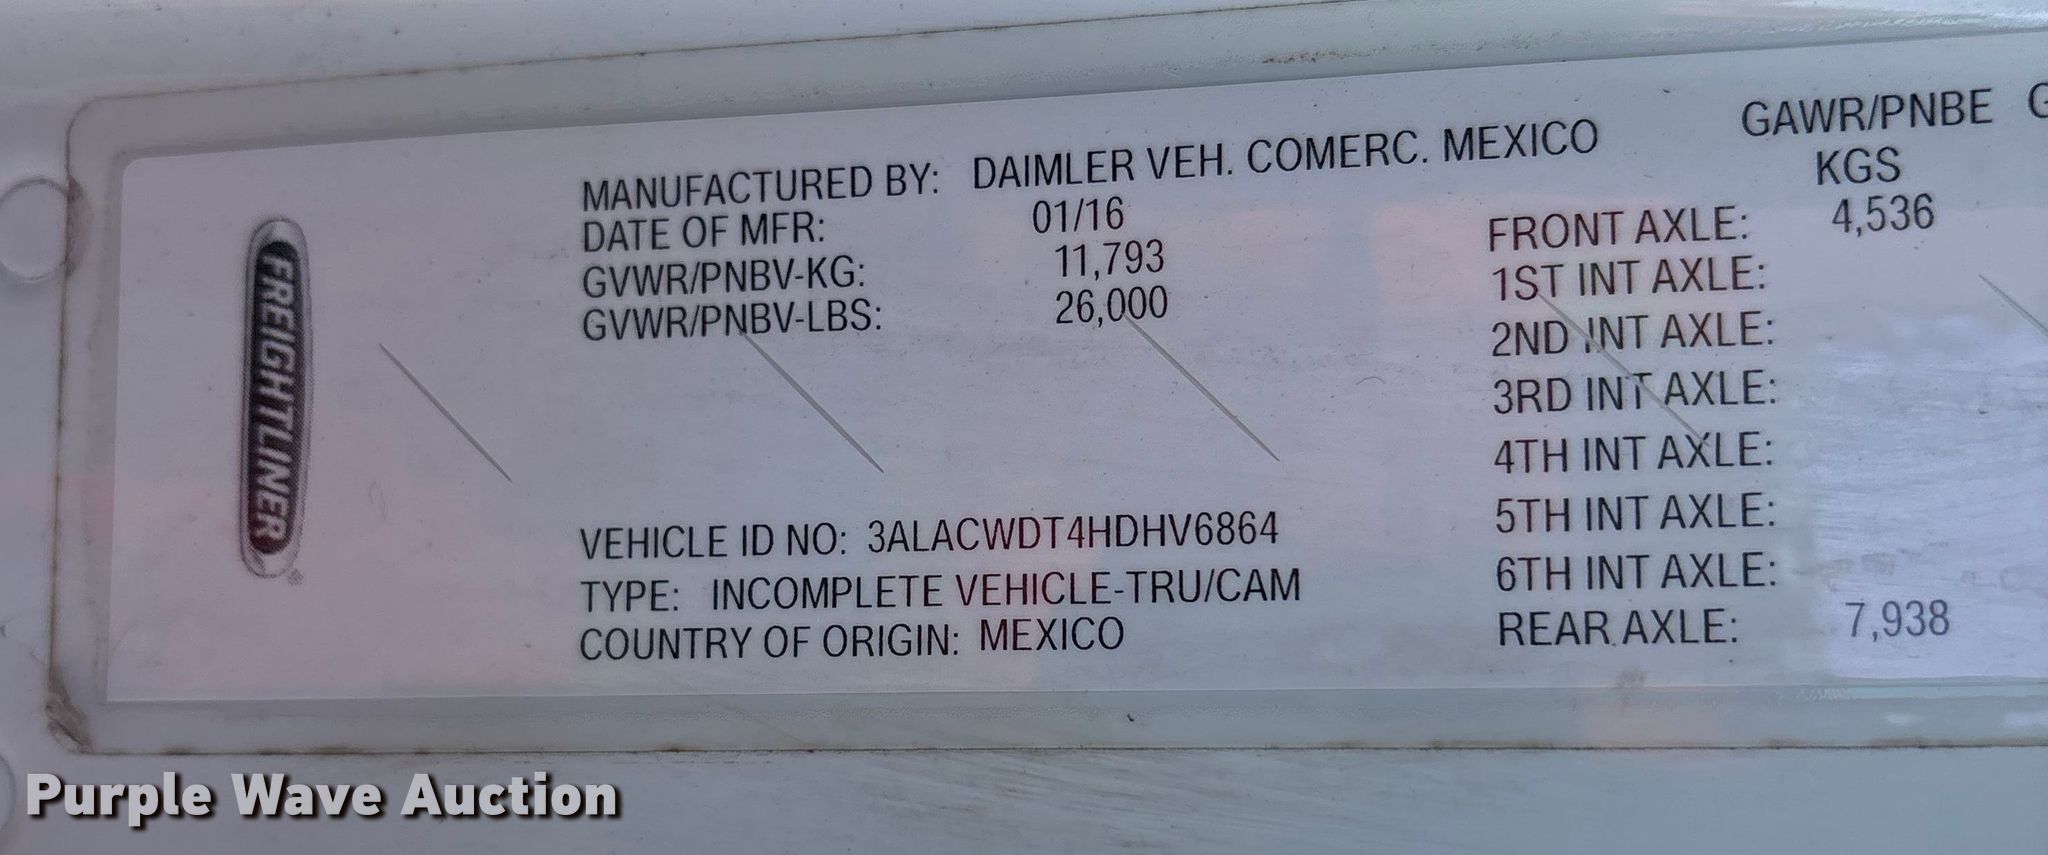 FREIGHTLINER
MANUFACTURED BY: DAIMLER VEH. COMERC. MEXICO
DATE OF MFR: 01/16
GVWR/PNBV-KG: 11,793
GVWR/PNBV-LBS: 26,000
VEHICLE ID NO: 3ALACWDT4HDHV6864
TYPE: INCOMPLETE VEHICLE-TRU/CAM
COUNTRY OF ORIGIN: MEXICO
GAWR/PNBE G
KGS
FRONT AXLE: 4,536
1ST INT AXLE:
2ND INT AXLE:
3RD INT AXLE:
4TH INT AXLE:
5TH INT AXLE:
6TH INT AXLE:
REAR AXLE: 7,938
Purple Wave Auction